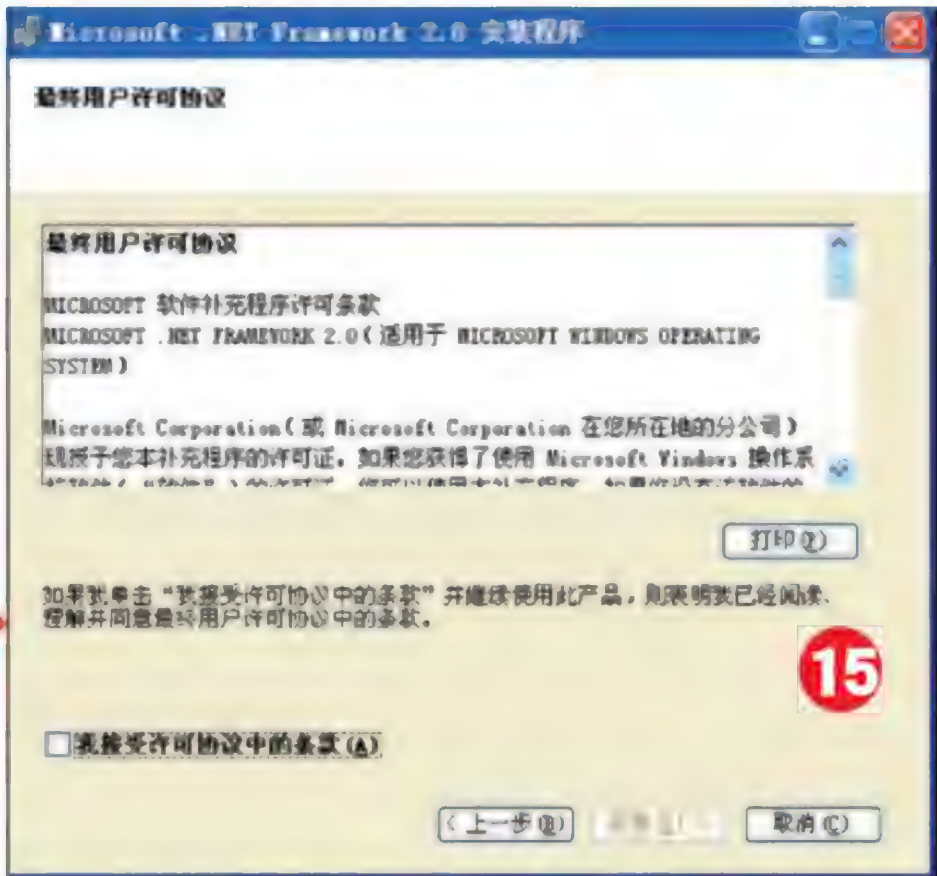 Microsoft .NET Framework 2.0 安装程序
最终用户许可协议
最终用户许可协议
MICROSOFT 软件补充程序许可条款
MICROSOFT .NET FRAMEWORK 2.0(适用于 MICROSOFT WINDOWS OPERATING
SYSTEM)
Microsoft Corporation(或 Microsoft Corporation 在您所在地的分公司)
现授予您本补充程序的许可证。如果您获得了使用 Microsoft Windows 操作系
打印(P)
如果我单击“我接受许可协议中的条款”并继续使用此产品,则表明我已经阅读、
理解并同意最终用户许可协议中的条款。
15
我接受许可协议中的条款(A)
< 上一步(B)
取消(C)